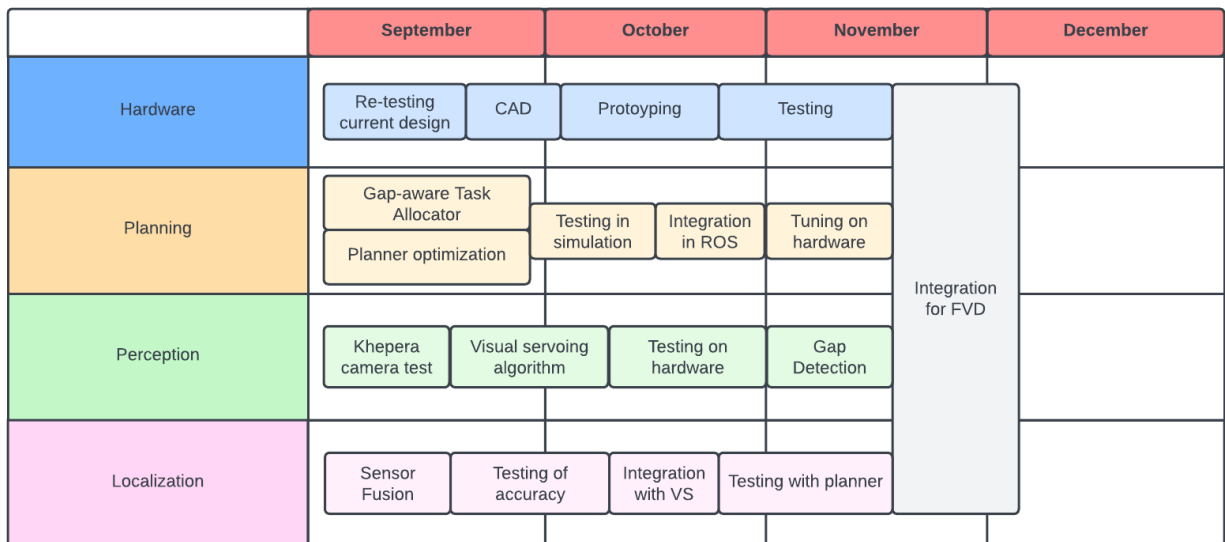 September
October
November
December
Hardware
Re-testing
current design
CAD
Protoyping
Testing
Planning
Gap-aware Task
Allocator
Planner optimization
Testing in
simulation
Integration
in ROS
Tuning on
hardware
Integration
for FVD
Perception
Khepera
camera test
Visual servoing
algorithm
Testing on
hardware
Gap
Detection
Localization
Sensor
Fusion
Testing of
accuracy
Integration
with VS
Testing with planner